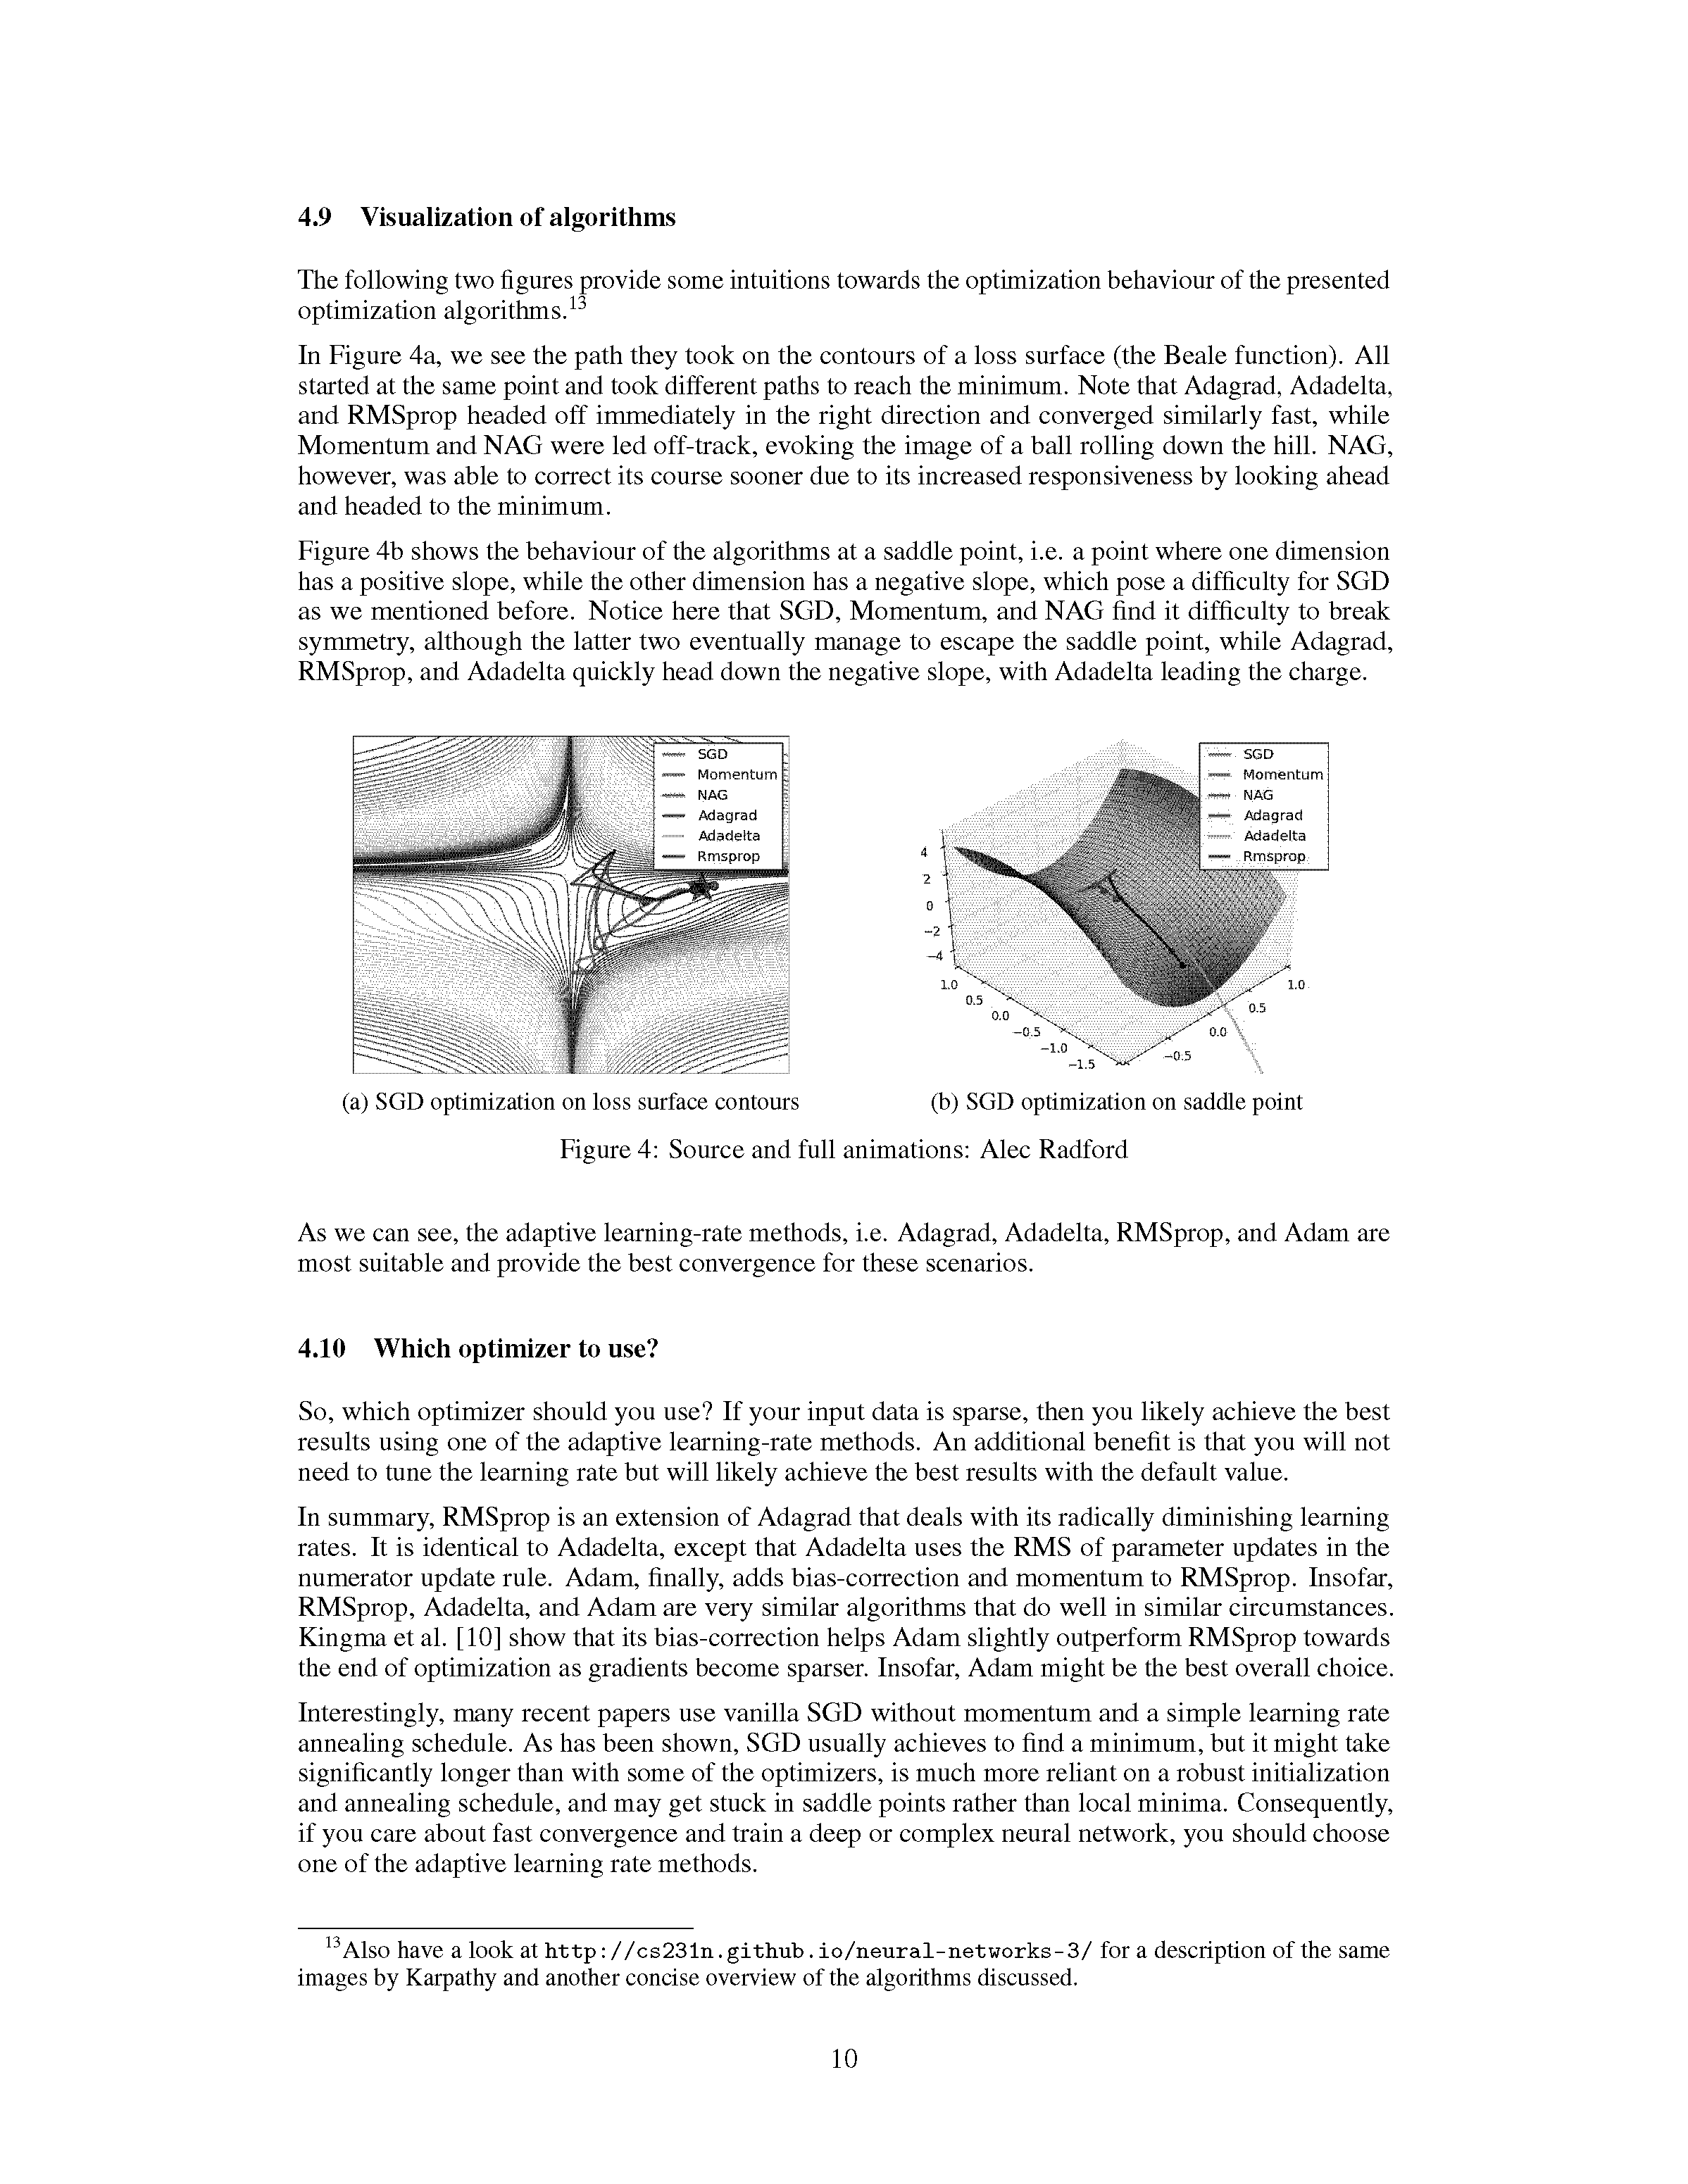 4.9 Visualization of algorithms
The following two figures provide some intuitions towards the optimization behaviour of the presented
optimization algorithms.13
In Figure 4a, we see the path they took on the contours of a loss surface (the Beale function). All
started at the same point and took different paths to reach the minimum. Note that Adagrad, Adadelta,
and RMSprop headed off immediately in the right direction and converged similarly fast, while
Momentum and NAG were led off-track, evoking the image of a ball rolling down the hill. NAG,
however, was able to correct its course sooner due to its increased responsiveness by looking ahead
and headed to the minimum.
Figure 4b shows the behaviour of the algorithms at a saddle point, i.e. a point where one dimension
has a positive slope, while the other dimension has a negative slope, which pose a difficulty for SGD
as we mentioned before. Notice here that SGD, Momentum, and NAG find it difficulty to break
symmetry, although the latter two eventually manage to escape the saddle point, while Adagrad,
RMSprop, and Adadelta quickly head down the negative slope, with Adadelta leading the charge.
SGD
Momentum
NAG
Adagrad
Adadelta
Rmsprop
SGD
Momentum
NAG
Adagrad
Adadelta
Rmsprop
4
2
0
−2
−4
1.0
0.5
0.0
−0.5
−1.0
−1.5
−0.5
0.0
0.5
1.0
(a) SGD optimization on loss surface contours
(b) SGD optimization on saddle point
Figure 4: Source and full animations: Alec Radford
As we can see, the adaptive learning-rate methods, i.e. Adagrad, Adadelta, RMSprop, and Adam are
most suitable and provide the best convergence for these scenarios.
4.10 Which optimizer to use?
So, which optimizer should you use? If your input data is sparse, then you likely achieve the best
results using one of the adaptive learning-rate methods. An additional benefit is that you will not
need to tune the learning rate but will likely achieve the best results with the default value.
In summary, RMSprop is an extension of Adagrad that deals with its radically diminishing learning
rates. It is identical to Adadelta, except that Adadelta uses the RMS of parameter updates in the
numerator update rule. Adam, finally, adds bias-correction and momentum to RMSprop. Insofar,
RMSprop, Adadelta, and Adam are very similar algorithms that do well in similar circumstances.
Kingma et al. [10] show that its bias-correction helps Adam slightly outperform RMSprop towards
the end of optimization as gradients become sparser. Insofar, Adam might be the best overall choice.
Interestingly, many recent papers use vanilla SGD without momentum and a simple learning rate
annealing schedule. As has been shown, SGD usually achieves to find a minimum, but it might take
significantly longer than with some of the optimizers, is much more reliant on a robust initialization
and annealing schedule, and may get stuck in saddle points rather than local minima. Consequently,
if you care about fast convergence and train a deep or complex neural network, you should choose
one of the adaptive learning rate methods.
13Also have a look at http://cs231n.github.io/neural-networks-3/ for a description of the same
images by Karpathy and another concise overview of the algorithms discussed.
10